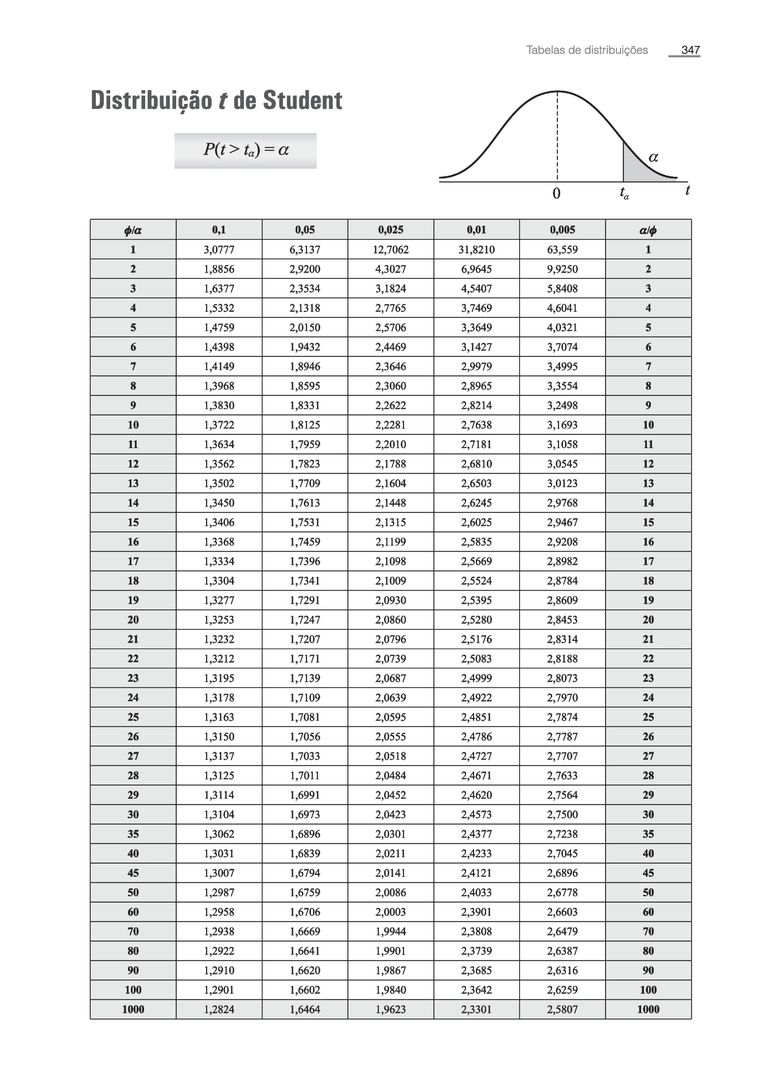 Tabelas de distribuições 347
Distribuição t de Student
P(t > tα) = α
α
0 tα t
ϕ/α 0,1 0,05 0,025 0,01 0,005 α/ϕ
1 3,0777 6,3137 12,7062 31,8210 63,559 1
2 1,8856 2,9200 4,3027 6,9645 9,9250 2
3 1,6377 2,3534 3,1824 4,5407 5,8408 3
4 1,5332 2,1318 2,7765 3,7469 4,6041 4
5 1,4759 2,0150 2,5706 3,3649 4,0321 5
6 1,4398 1,9432 2,4469 3,1427 3,7074 6
7 1,4149 1,8946 2,3646 2,9979 3,4995 7
8 1,3968 1,8595 2,3060 2,8965 3,3554 8
9 1,3830 1,8331 2,2622 2,8214 3,2498 9
10 1,3722 1,8125 2,2281 2,7638 3,1693 10
11 1,3634 1,7959 2,2010 2,7181 3,1058 11
12 1,3562 1,7823 2,1788 2,6810 3,0545 12
13 1,3502 1,7709 2,1604 2,6503 3,0123 13
14 1,3450 1,7613 2,1448 2,6245 2,9768 14
15 1,3406 1,7531 2,1315 2,6025 2,9467 15
16 1,3368 1,7459 2,1199 2,5835 2,9208 16
17 1,3334 1,7396 2,1098 2,5669 2,8982 17
18 1,3304 1,7341 2,1009 2,5524 2,8784 18
19 1,3277 1,7291 2,0930 2,5395 2,8609 19
20 1,3253 1,7247 2,0860 2,5280 2,8453 20
21 1,3232 1,7207 2,0796 2,5176 2,8314 21
22 1,3212 1,7171 2,0739 2,5083 2,8188 22
23 1,3195 1,7139 2,0687 2,4999 2,8073 23
24 1,3178 1,7109 2,0639 2,4922 2,7970 24
25 1,3163 1,7081 2,0595 2,4851 2,7874 25
26 1,3150 1,7056 2,0555 2,4786 2,7787 26
27 1,3137 1,7033 2,0518 2,4727 2,7707 27
28 1,3125 1,7011 2,0484 2,4671 2,7633 28
29 1,3114 1,6991 2,0452 2,4620 2,7564 29
30 1,3104 1,6973 2,0423 2,4573 2,7500 30
35 1,3062 1,6896 2,0301 2,4377 2,7238 35
40 1,3031 1,6839 2,0211 2,4233 2,7045 40
45 1,3007 1,6794 2,0141 2,4121 2,6896 45
50 1,2987 1,6759 2,0086 2,4033 2,6778 50
60 1,2958 1,6706 2,0003 2,3901 2,6603 60
70 1,2938 1,6669 1,9944 2,3808 2,6479 70
80 1,2922 1,6641 1,9901 2,3739 2,6387 80
90 1,2910 1,6620 1,9867 2,3685 2,6316 90
100 1,2901 1,6602 1,9840 2,3642 2,6259 100
1000 1,2824 1,6464 1,9623 2,3301 2,5807 1000